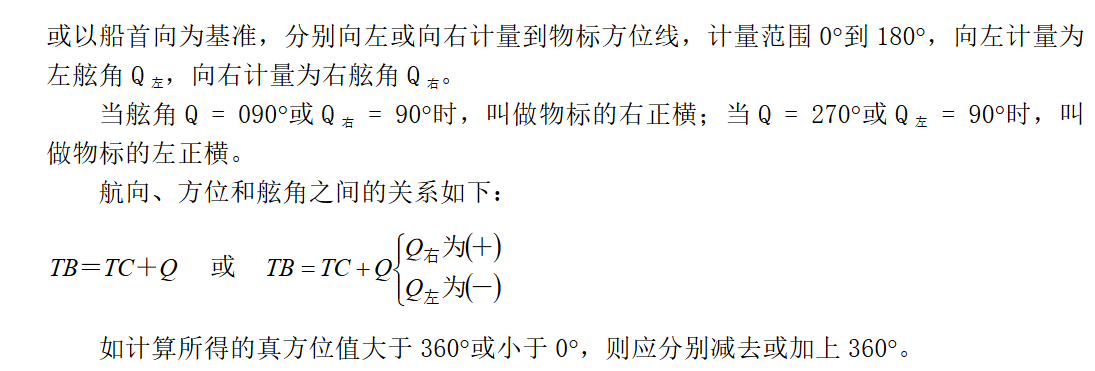 或以船首向为基准，分别向左或向右计量到物标方位线，计量范围 0°到 180°，向左计量为
左舷角 Q左，向右计量为右舷角 Q右。
当舷角 Q = 090°或 Q右 = 90°时，叫做物标的右正横；当 Q = 270°或 Q左 = 90°时，叫
做物标的左正横。
航向、方位和舷角之间的关系如下：
TB＝TC＋Q 或 TB = TC + Q{Q右为(＋)
Q左为(－)
如计算所得的真方位值大于 360°或小于 0°，则应分别减去或加上 360°。